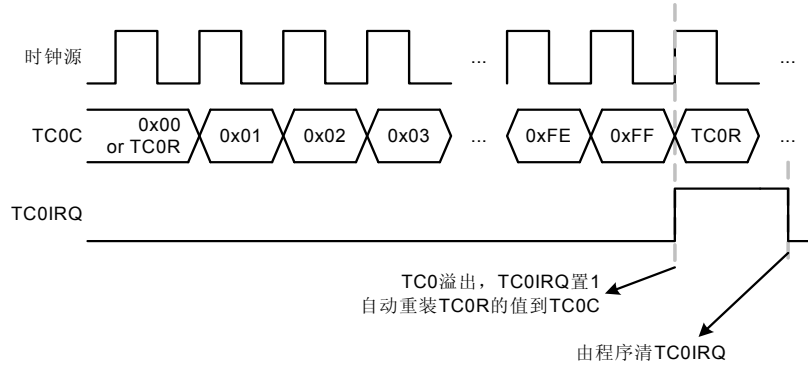 时钟源
...
...
TC0C
0x00
or TC0R
0x01
0x02
0x03
...
0xFE
0xFF
TC0R
...
TC0IRQ
TC0溢出，TC0IRQ置1
自动重装TC0R的值到TC0C
由程序清TC0IRQ